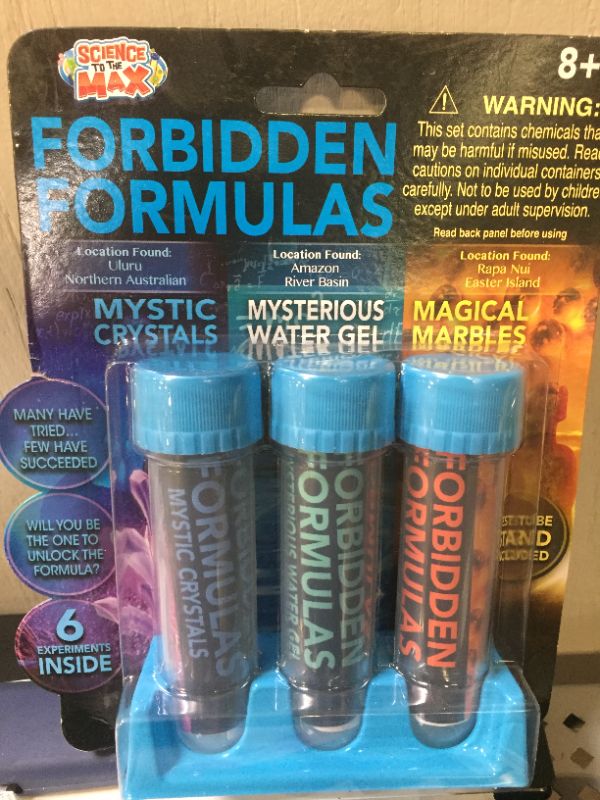 SCIENCE
TO THE
MAX
8+
FORBIDDEN
FORMULAS
WARNING:
This set contains chemicals tha
may be harmful if misused. Rea
cautions on individual containers
carefully. Not to be used by childre
except under adult supervision.
Read back panel before using
Location Found:
Uluru
Northern Australian
MYSTIC
CRYSTALS
Location Found:
Amazon
River Basin
MYSTERIOUS
WATER GEL
Location Found:
Rapa Nui
Easter Island
MAGICAL
MARBLES
MANY HAVE
TRIED...
FEW HAVE
SUCCEEDED
WILL YOU BE
THE ONE TO
UNLOCK THE
FORMULA?
6
EXPERIMENTS
INSIDE
FORMULAS
MYSTIC CRYSTALS
FORBIDDEN
FORMULAS
MYSTERIOUS WATER GEL
FORBIDDEN
FORMULAS